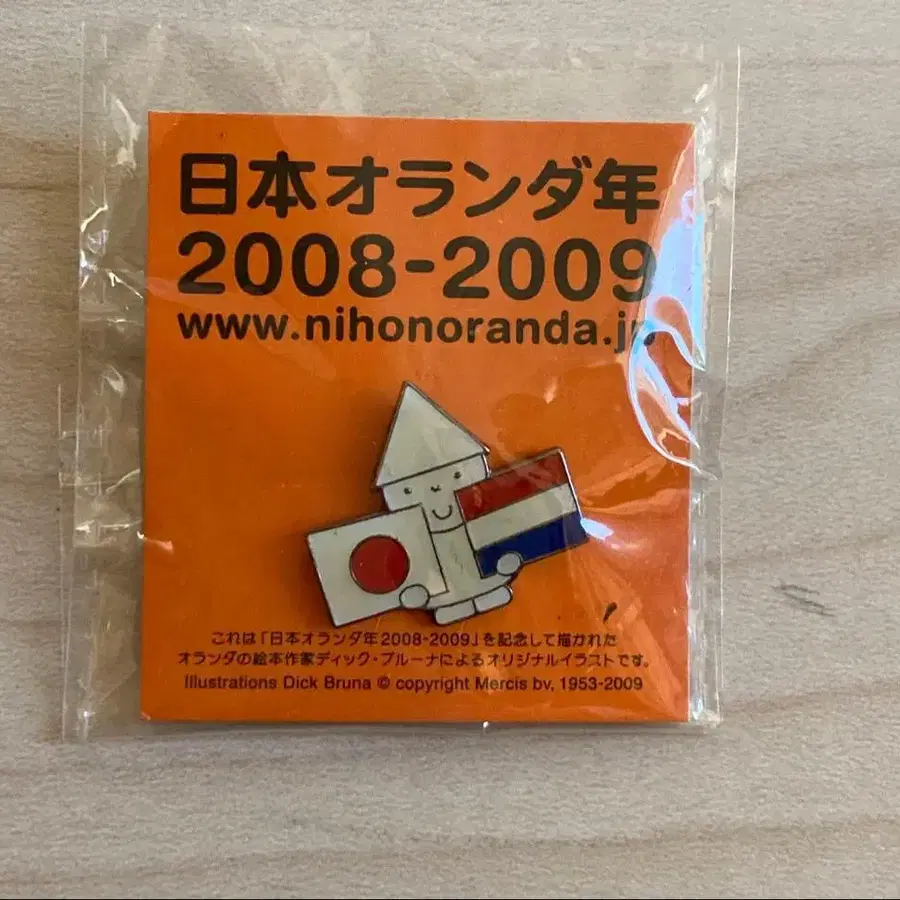 日本オランダ年
2008-2009
www.nihonoranda.jp
これは「日本オランダ年2008-2009」を記念して描かれた
オランダの絵本作家ディック・ブルーナによるオリジナルイラストです。
Illustrations Dick Bruna © copyright Mercis bv, 1953-2009